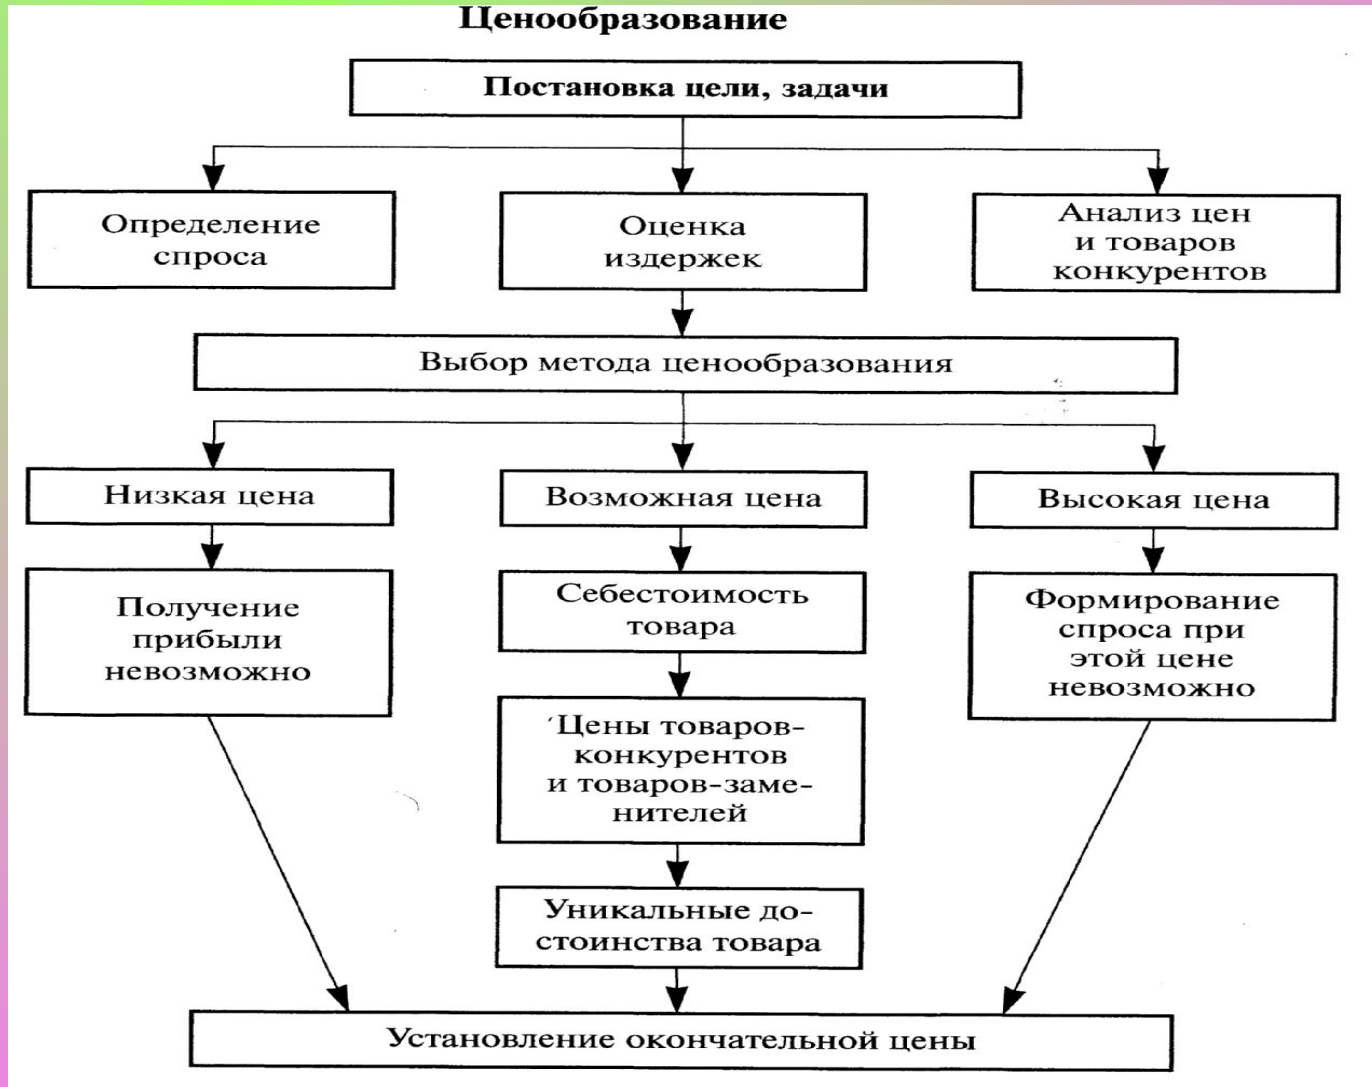 Ценообразование
Постановка цели, задачи
Определение
спроса
Оценка
издержек
Анализ цен
и товаров
конкурентов
Выбор метода ценообразования
Низкая цена
Возможная цена
Высокая цена
Получение
прибыли
невозможно
Себестоимость
товара
Формирование
спроса при
этой цене
невозможно
Цены товаров-
конкурентов
и товаров-заме-
нителей
Уникальные до-
стоинства товара
Установление окончательной цены